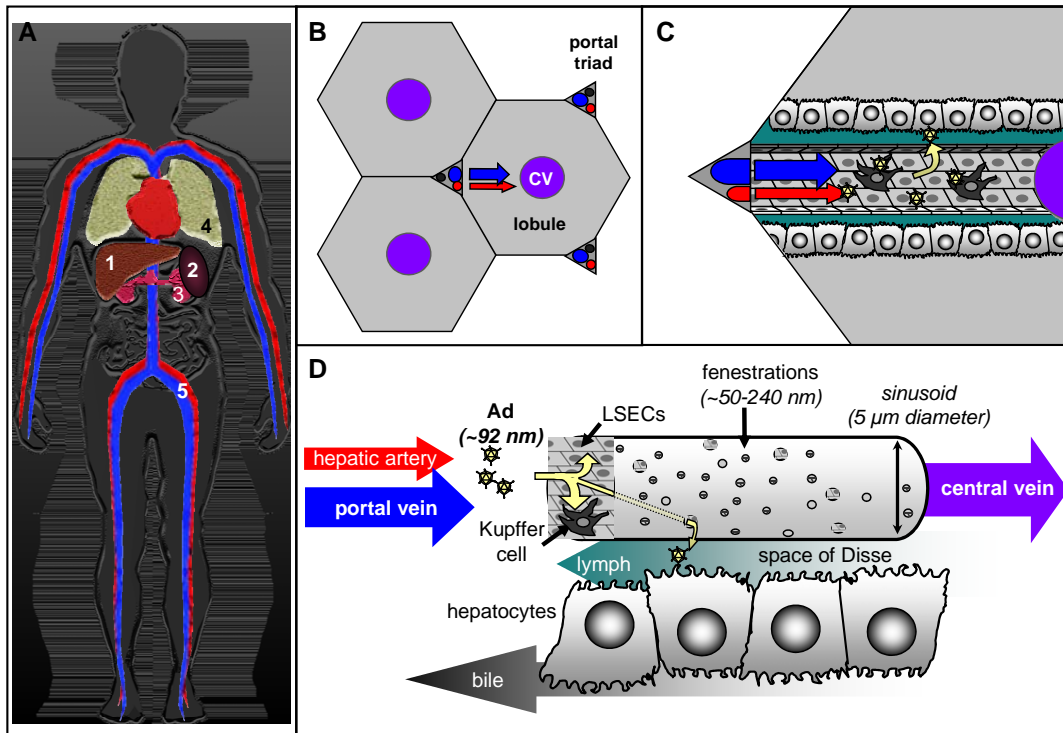 A
1
2
3
4
5
B
portal
triad
CV
lobule
C
D
fenestrations
(~50-240 nm)
sinusoid
(5 µm diameter)
LSECs
Ad
(~92 nm)
hepatic artery
portal vein
central vein
Kupffer
cell
lymph
space of Disse
hepatocytes
bile